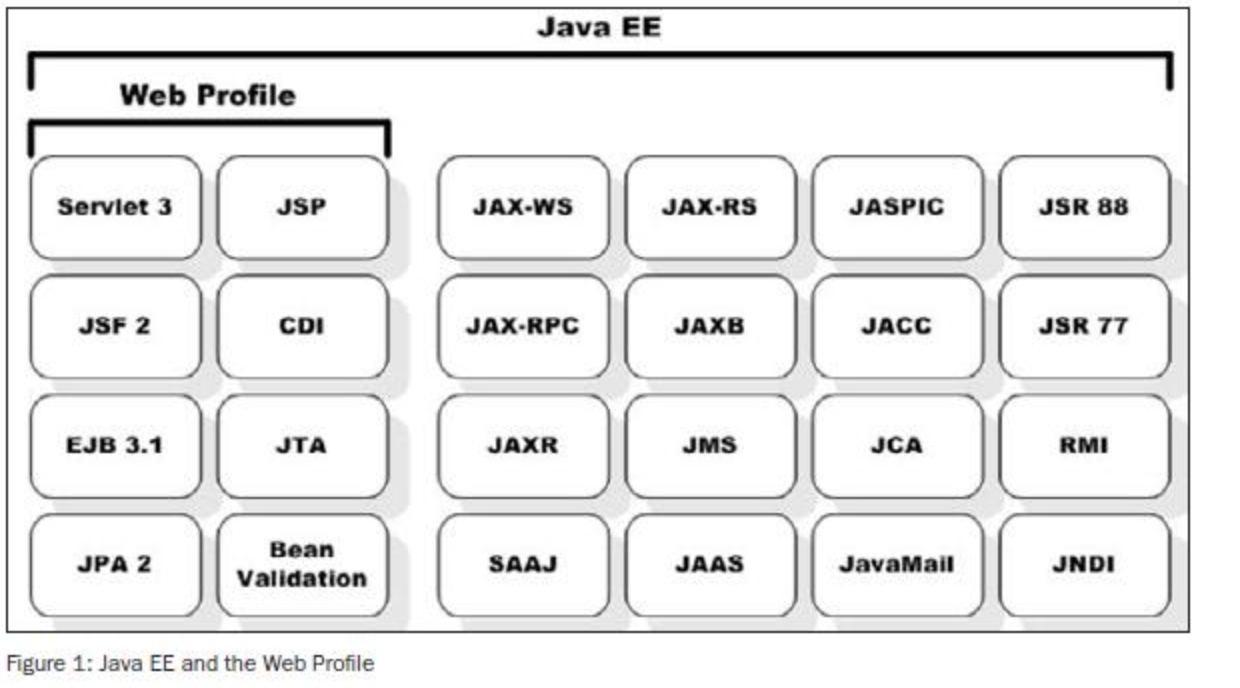 Java EE
Web Profile
Servlet 3
JSP
JAX-WS
JAX-RS
JASPIC
JSR 88
JSF 2
CDI
JAX-RPC
JAXB
JACC
JSR 77
EJB 3.1
JTA
JAXR
JMS
JCA
RMI
JPA 2
Bean
Validation
SAAJ
JAAS
JavaMail
JNDI
Figure 1: Java EE and the Web Profile